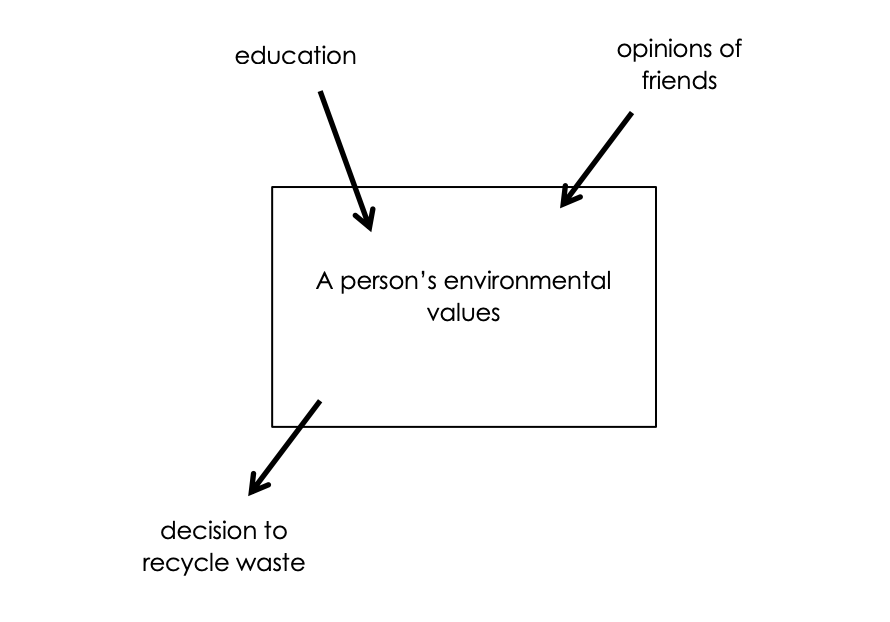 education
opinions of
friends
A person’s environmental
values
decision to
recycle waste